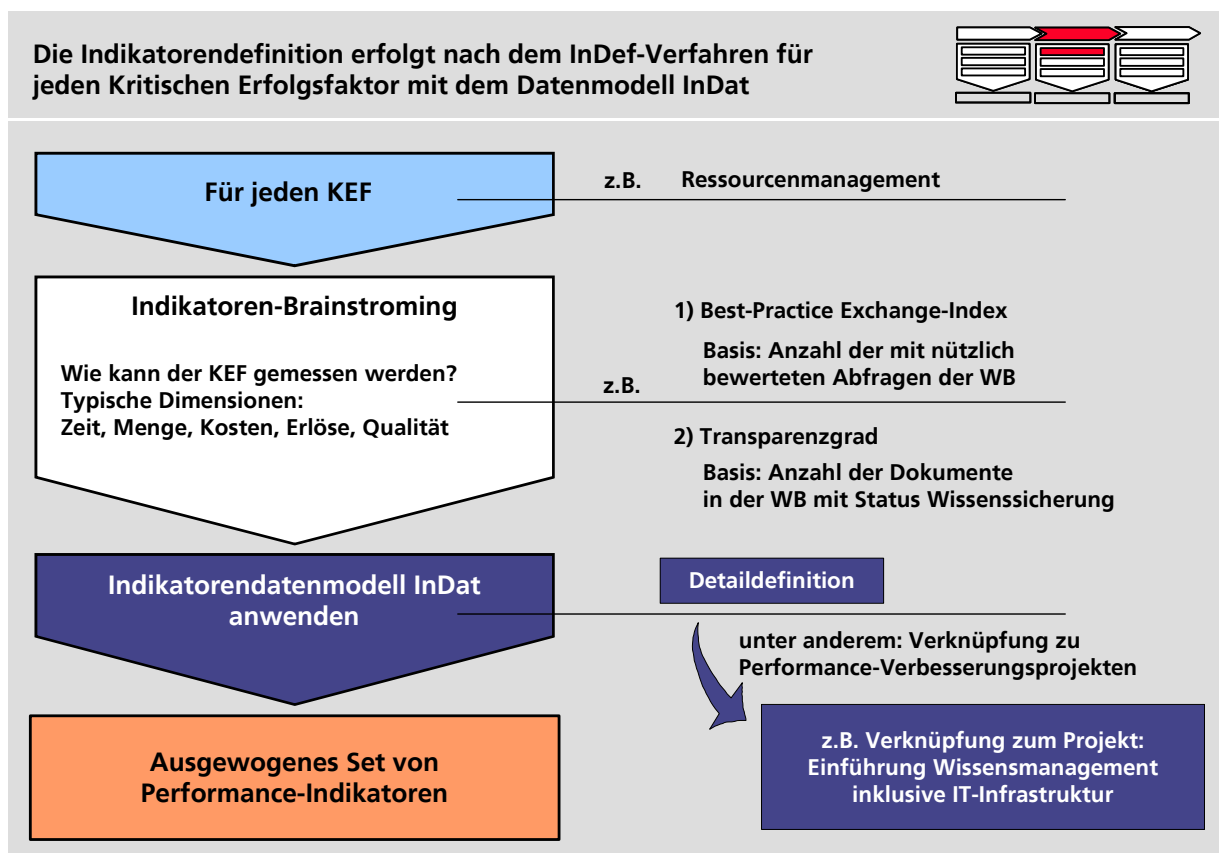 Die Indikatorendefinition erfolgt nach dem InDef-Verfahren für
jeden Kritischen Erfolgsfaktor mit dem Datenmodell InDat
Für jeden KEF
z.B. Ressourcenmanagement
Indikatoren-Brainstroming
Wie kann der KEF gemessen werden?
Typische Dimensionen:
Zeit, Menge, Kosten, Erlöse, Qualität
z.B.
1) Best-Practice Exchange-Index
Basis: Anzahl der mit nützlich
bewerteten Abfragen der WB
2) Transparenzgrad
Basis: Anzahl der Dokumente
in der WB mit Status Wissenssicherung
Indikatorendatenmodell InDat
anwenden
Detaildefinition
unter anderem: Verknüpfung zu
Performance-Verbesserungsprojekten
z.B. Verknüpfung zum Projekt:
Einführung Wissensmanagement
inklusive IT-Infrastruktur
Ausgewogenes Set von
Performance-Indikatoren